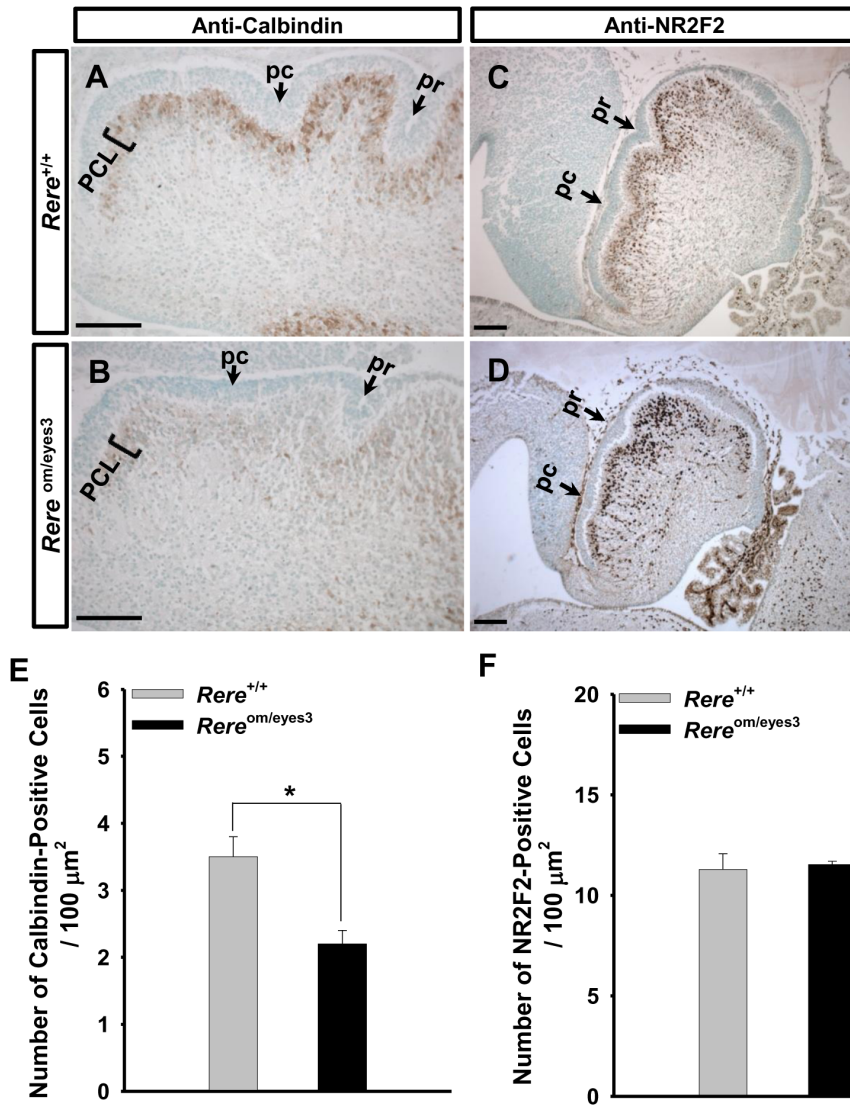 Anti-Calbindin
Anti-NR2F2
Rere+/+
A
pc
pr
PCL
C
pr
pc
Rere om/eyes3
B
pc
pr
PCL
D
pr
pc
E
Number of Calbindin-Positive Cells
/ 100 µm2
6
5
4
3
2
1
0
Rere+/+
Rereom/eyes3
*
F
Number of NR2F2-Positive Cells
/ 100 µm2
20
15
10
5
0
Rere+/+
Rereom/eyes3